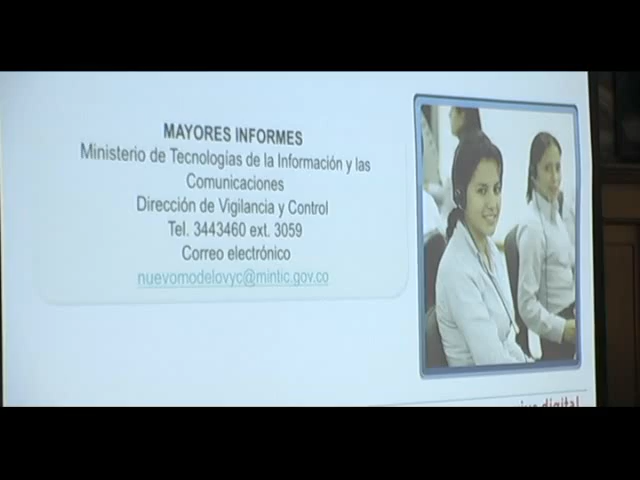 MAYORES INFORMES
Ministerio de Tecnologías de la Información y las
Comunicaciones
Dirección de Vigilancia y Control
Tel. 3443460 ext. 3059
Correo electrónico
nuevomodelovyc@mintic.gov.co
digital